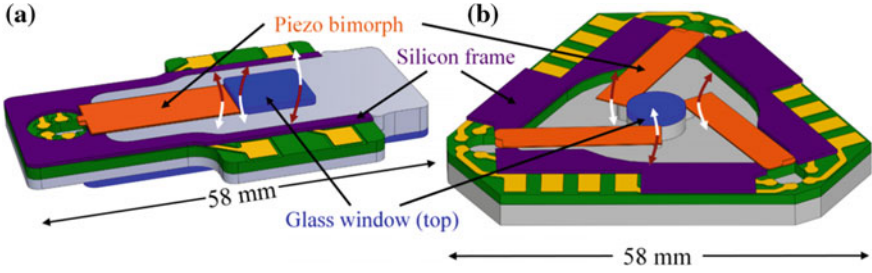 (a)
Piezo bimorph
(b)
Silicon frame
58 mm
Glass window (top)
58 mm